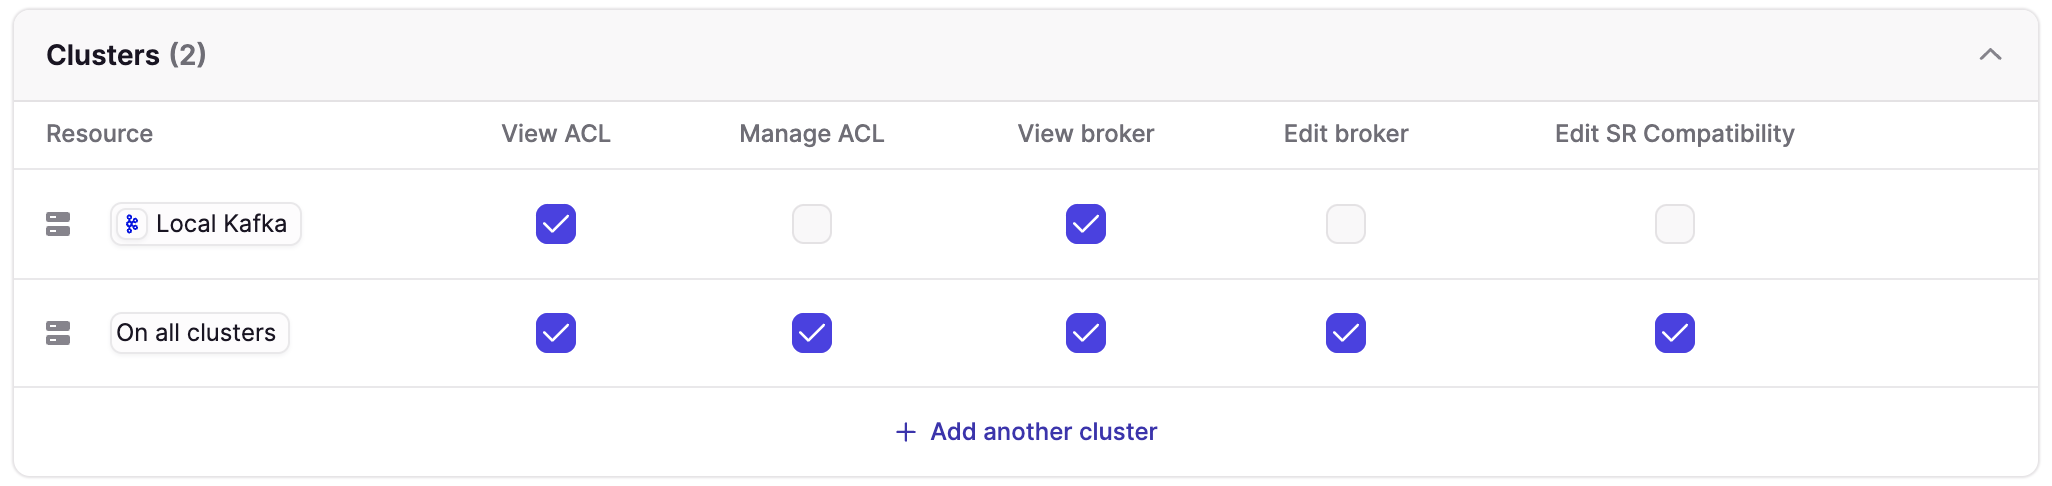 Clusters (2)
Resource View ACL Manage ACL View broker Edit broker Edit SR Compatibility
Local Kafka
On all clusters
+ Add another cluster